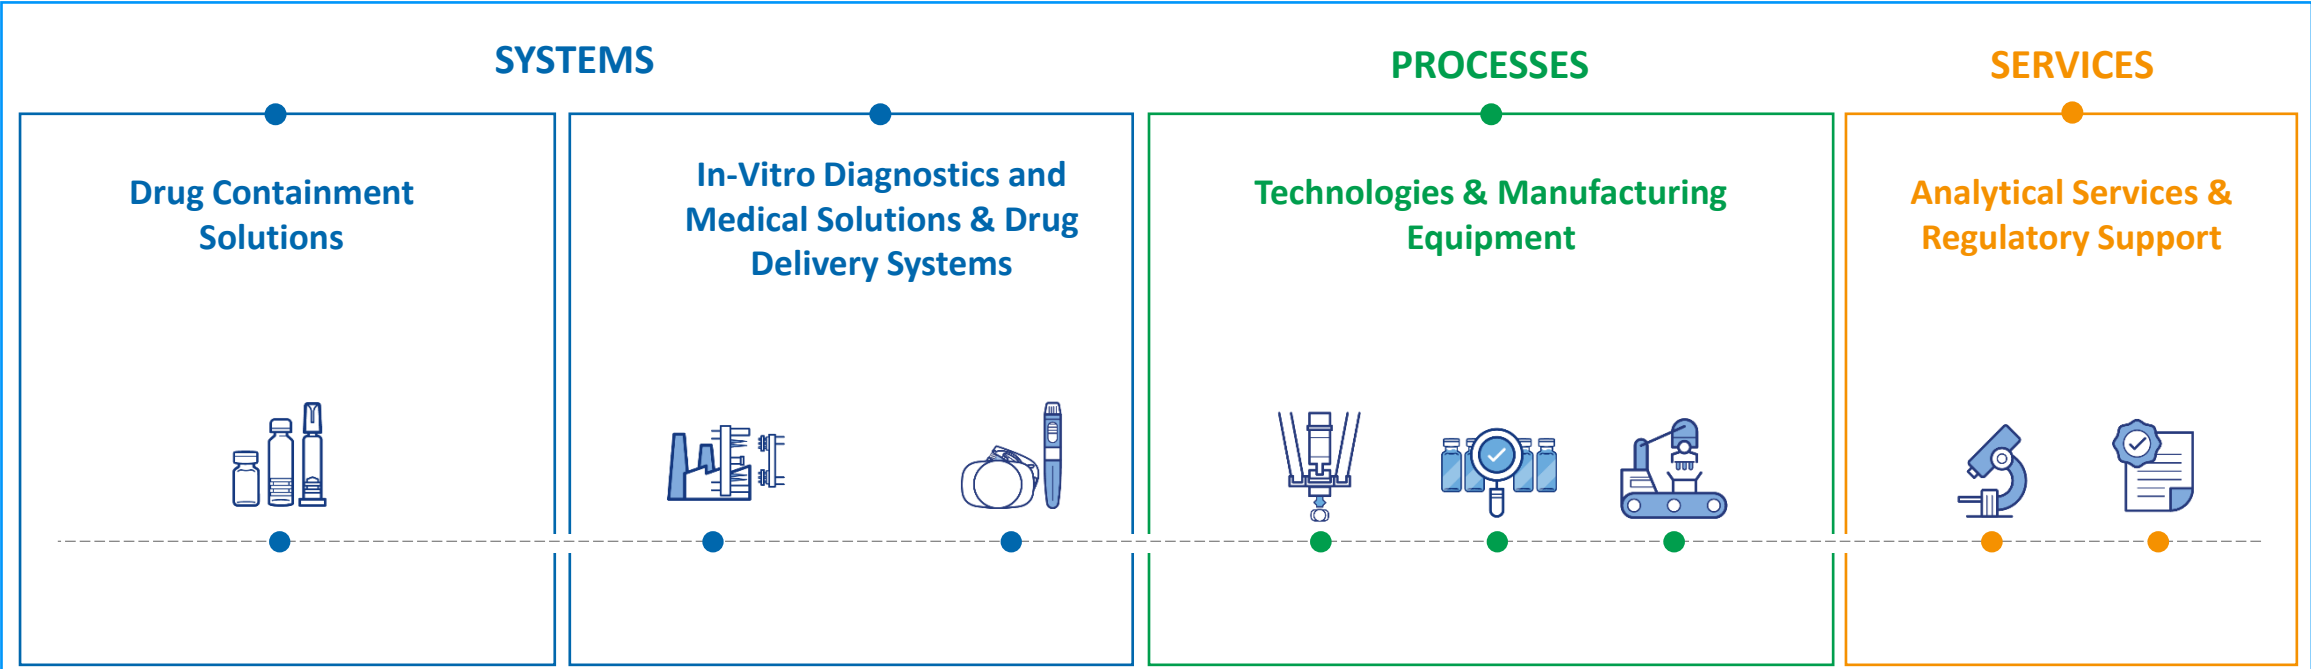 SYSTEMS
PROCESSES
SERVICES
Drug Containment
Solutions
In-Vitro Diagnostics and
Medical Solutions & Drug
Delivery Systems
Technologies & Manufacturing
Equipment
Analytical Services &
Regulatory Support